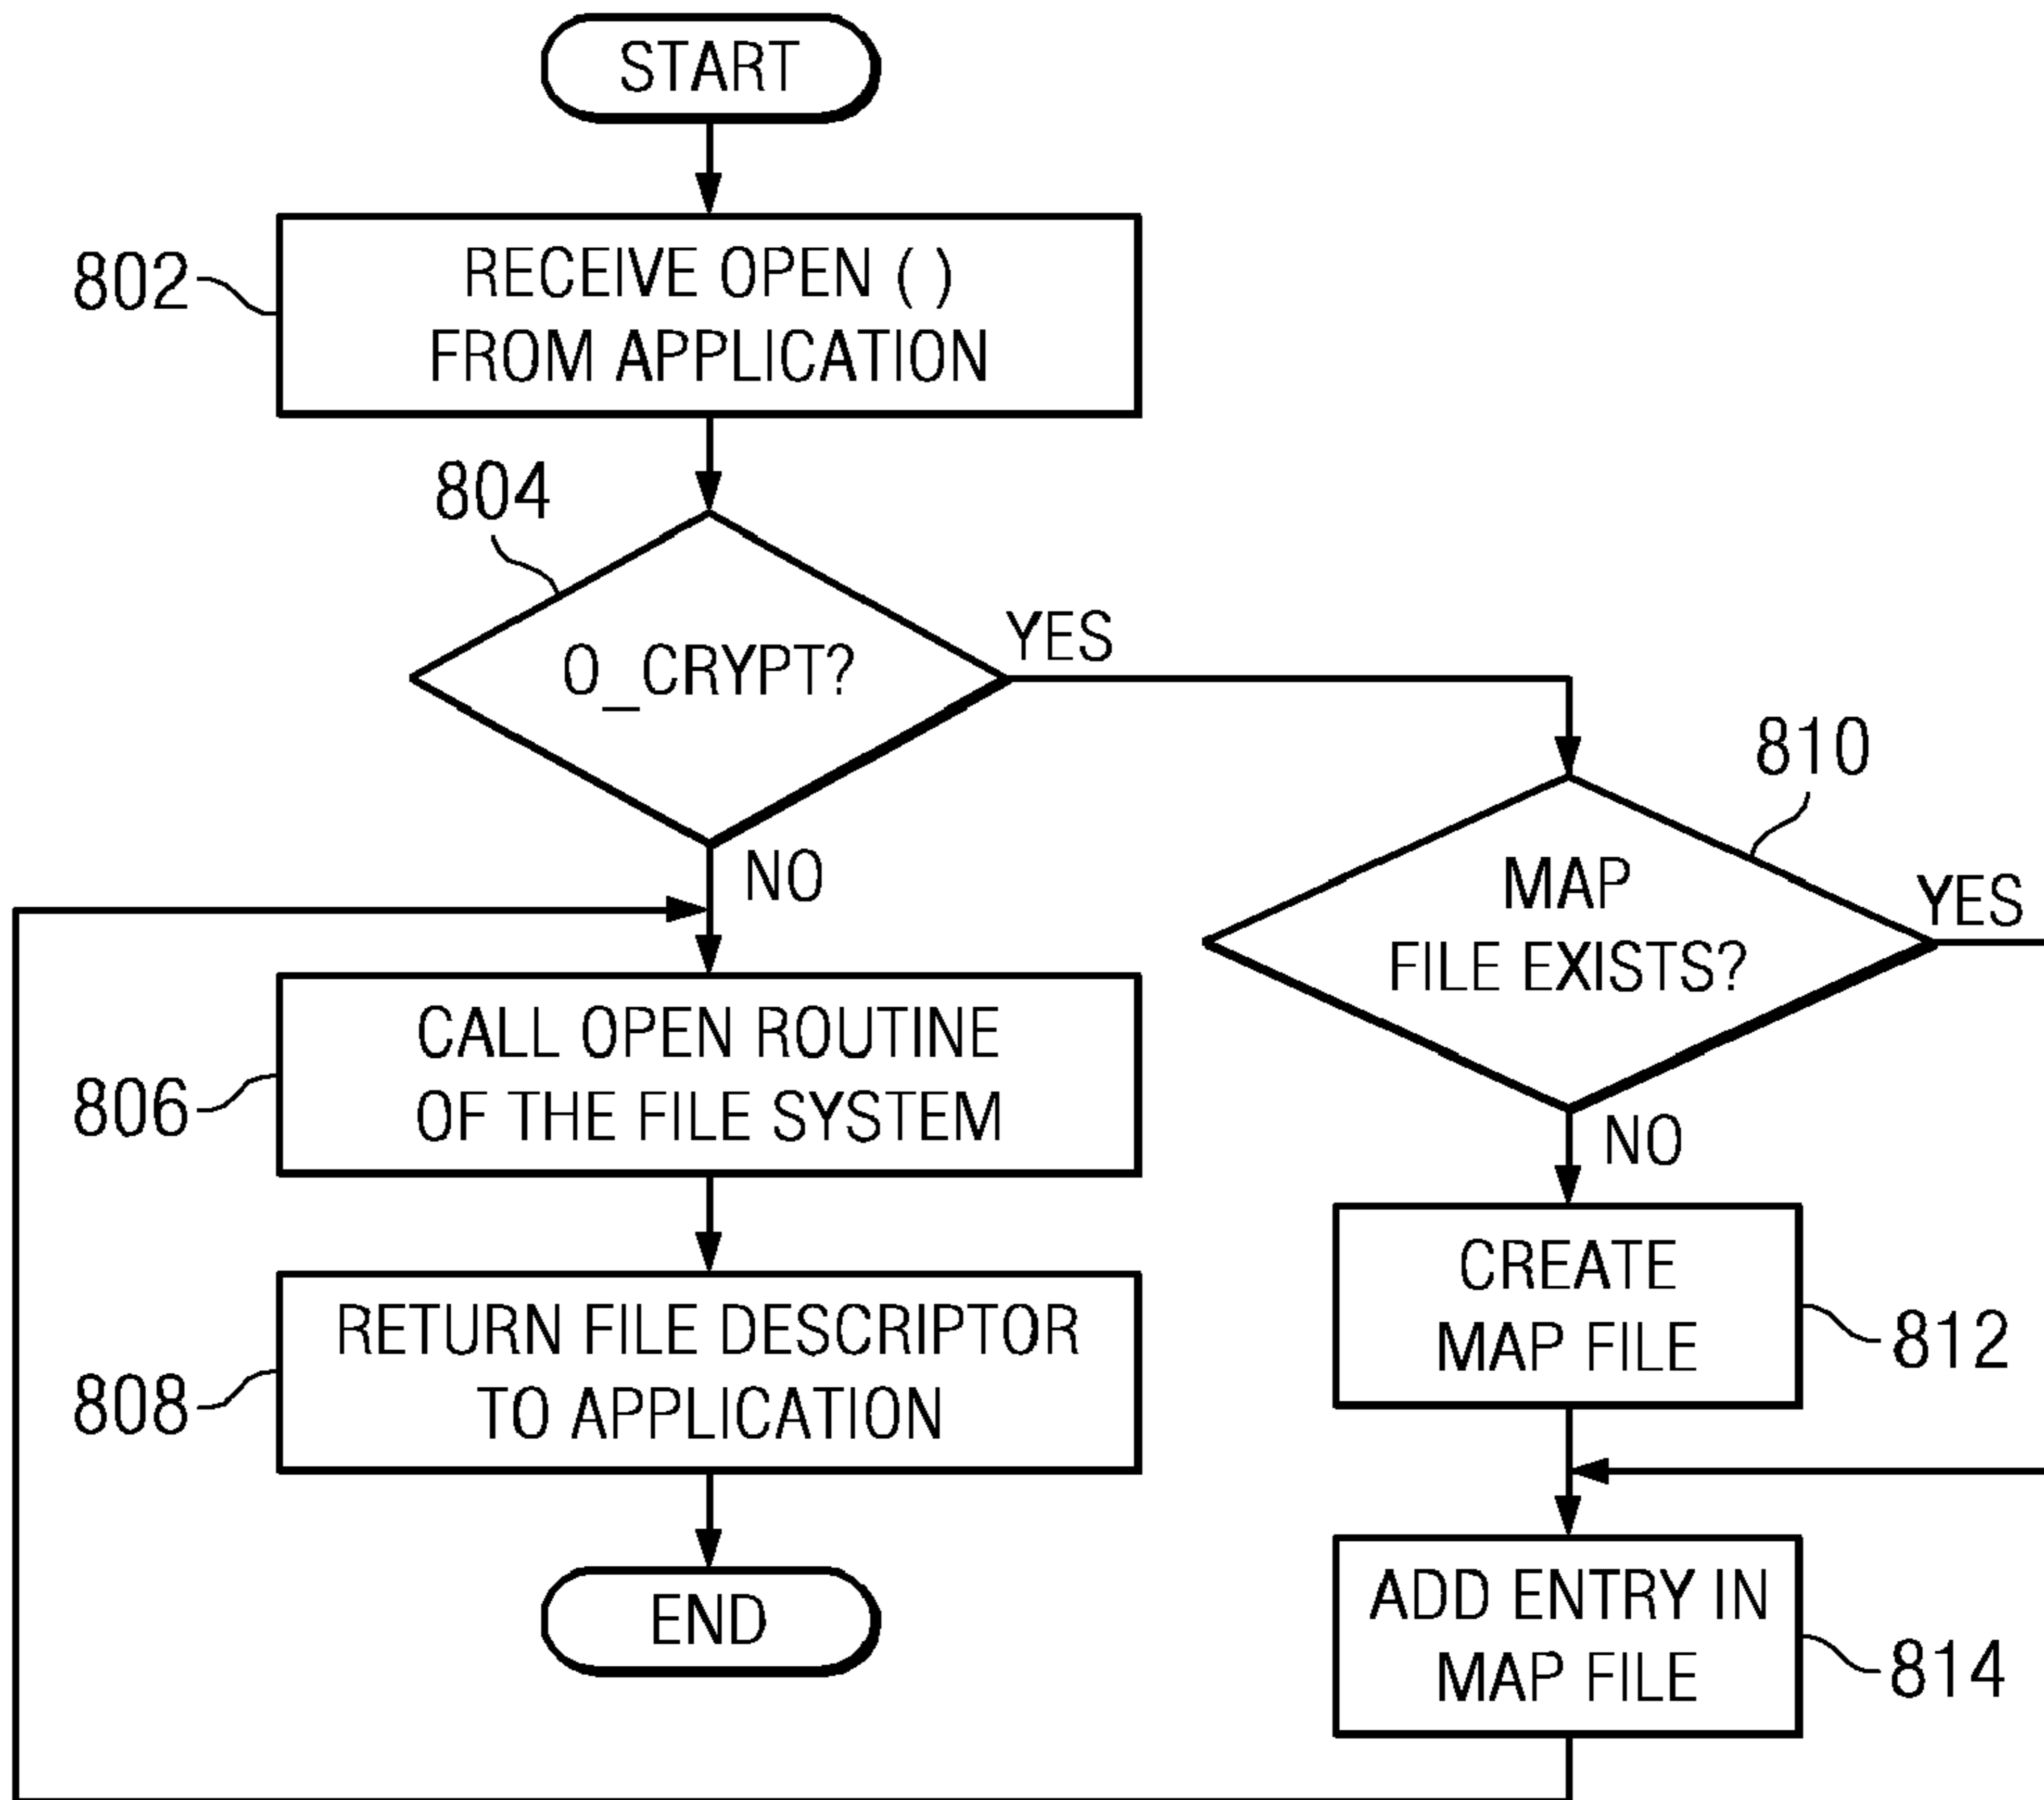 START
802
RECEIVE OPEN ( )
FROM APPLICATION
804
O_CRYPT?
YES
NO
810
MAP
FILE EXISTS?
YES
NO
806
CALL OPEN ROUTINE
OF THE FILE SYSTEM
808
RETURN FILE DESCRIPTOR
TO APPLICATION
END
CREATE
MAP FILE
812
ADD ENTRY IN
MAP FILE
814